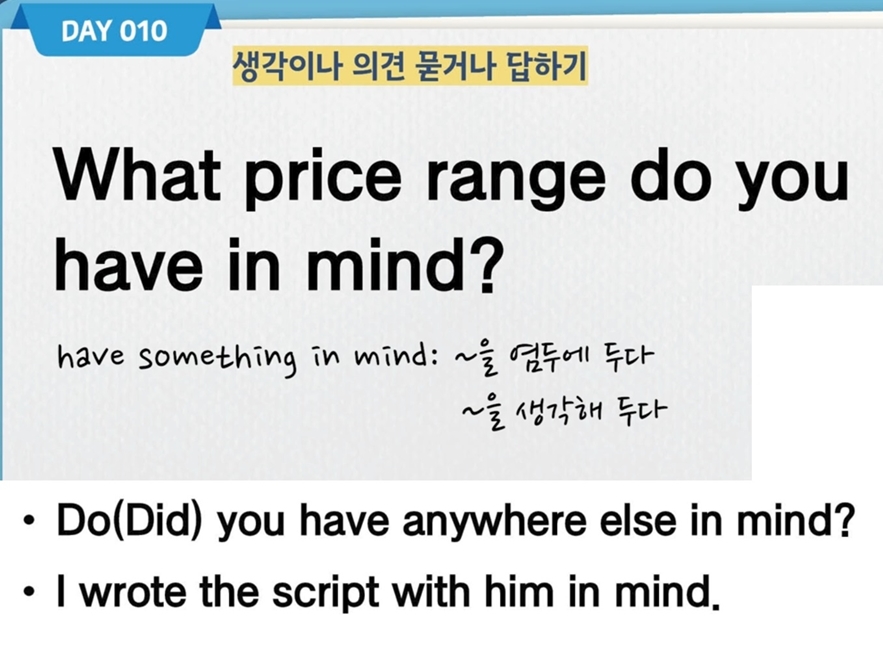 DAY 010
생각이나 의견 묻거나 답하기
What price range do you
have in mind?
have something in mind: ~을 염두에 두다
~을 생각해 두다
• Do(Did) you have anywhere else in mind?
• I wrote the script with him in mind.